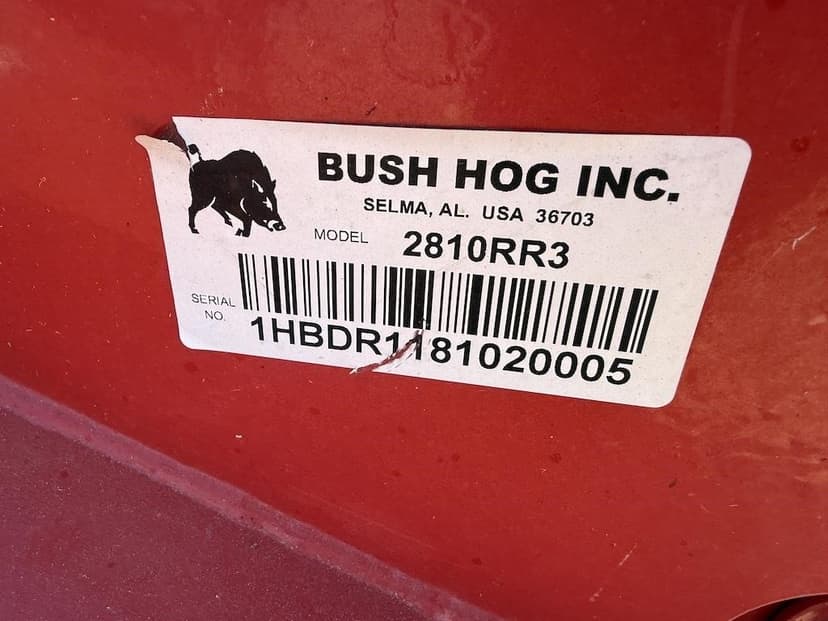 BUSH HOG INC.
SELMA, AL. USA 36703
MODEL 2810RR3
SERIAL
NO.
1HBDR1181020005